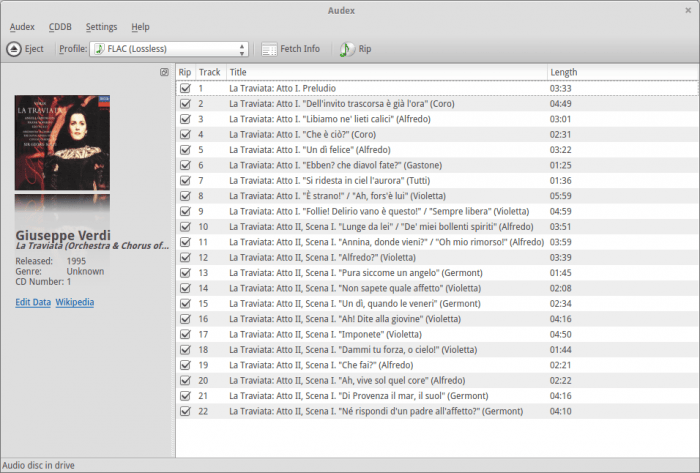 Audex
Audex CDDB Settings Help
Eject Profile: FLAC (Lossless) Fetch Info Rip
LA TRAVIATA
Giuseppe Verdi
La Traviata (Orchestra & Chorus of...
Released: 1995
Genre: Unknown
CD Number: 1
Edit Data Wikipedia
Rip Track Title Length
1 La Traviata: Atto I. Preludio 03:33
2 La Traviata: Atto I. "Dell'invito trascorsa è già l'ora" (Coro) 04:49
3 La Traviata: Atto I. "Libiamo ne' lieti calici" (Alfredo) 03:01
4 La Traviata: Atto I. "Che è ciò?" (Coro) 02:31
5 La Traviata: Atto I. "Un dì felice" (Alfredo) 03:22
6 La Traviata: Atto I. "Ebben? che diavol fate?" (Gastone) 01:25
7 La Traviata: Atto I. "Si ridesta in ciel l'aurora" (Tutti) 01:36
8 La Traviata: Atto I. "È strano!" / "Ah, fors'è lui" (Violetta) 05:59
9 La Traviata: Atto I. "Follie! Delirio vano è questo!" / "Sempre libera" (Violetta) 04:59
10 La Traviata: Atto II, Scena I. "Lunge da lei" / "De' miei bollenti spiriti" (Alfredo) 03:51
11 La Traviata: Atto II, Scena I. "Annina, donde vieni?" / "Oh mio rimorso!" (Alfredo) 03:59
12 La Traviata: Atto II, Scena I. "Alfredo?" (Violetta) 03:39
13 La Traviata: Atto II, Scena I. "Pura siccome un angelo" (Germont) 01:45
14 La Traviata: Atto II, Scena I. "Non sapete quale affetto" (Violetta) 02:08
15 La Traviata: Atto II, Scena I. "Un dì, quando le veneri" (Germont) 02:34
16 La Traviata: Atto II, Scena I. "Ah! Dite alla giovine" (Violetta) 04:16
17 La Traviata: Atto II, Scena I. "Imponete" (Violetta) 04:50
18 La Traviata: Atto II, Scena I. "Dammi tu forza, o cielo!" (Violetta) 01:44
19 La Traviata: Atto II, Scena I. "Che fai?" (Alfredo) 02:21
20 La Traviata: Atto II, Scena I. "Ah, vive sol quel core" (Alfredo) 02:22
21 La Traviata: Atto II, Scena I. "Di Provenza il mar, il suol" (Germont) 04:16
22 La Traviata: Atto II, Scena I. "Né rispondi d'un padre all'affetto?" (Germont) 04:10
Audio disc in drive